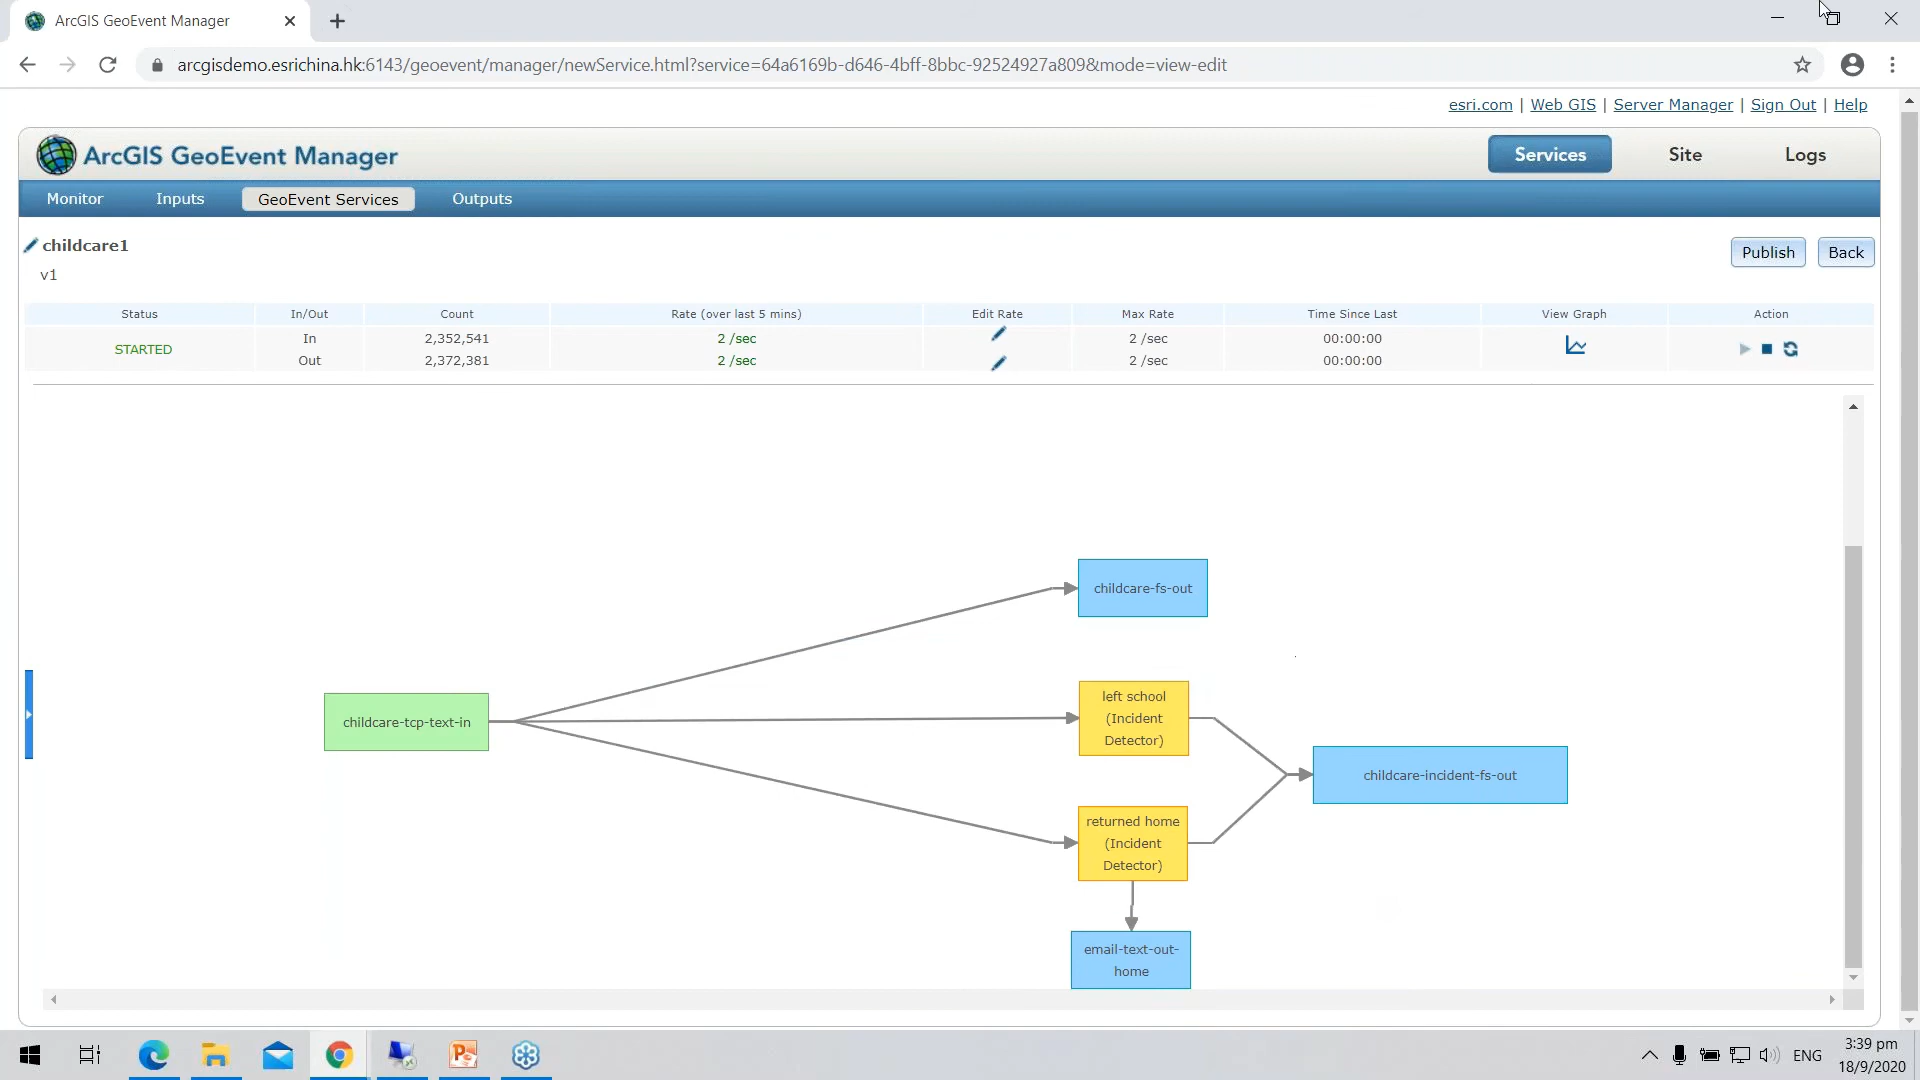 ArcGIS GeoEvent Manager
arcgisdemo.esrichina.hk:6143/geoevent/manager/newService.html?service=64a6169b-d646-4bff-8bbc-92524927a809&mode=view-edit
esri.com | Web GIS | Server Manager | Sign Out | Help
ArcGIS GeoEvent Manager
Services Site Logs
Monitor Inputs GeoEvent Services Outputs
childcare1
Publish Back
v1
Status In/Out Count Rate (over last 5 mins) Edit Rate Max Rate Time Since Last View Graph Action
STARTED
In 2,352,541 2 /sec 2 /sec 00:00:00
Out 2,372,381 2 /sec 2 /sec 00:00:00
childcare-fs-out
childcare-tcp-text-in
left school
(Incident
Detector)
childcare-incident-fs-out
returned home
(Incident
Detector)
email-text-out-
home
ENG
3:39 pm
18/9/2020